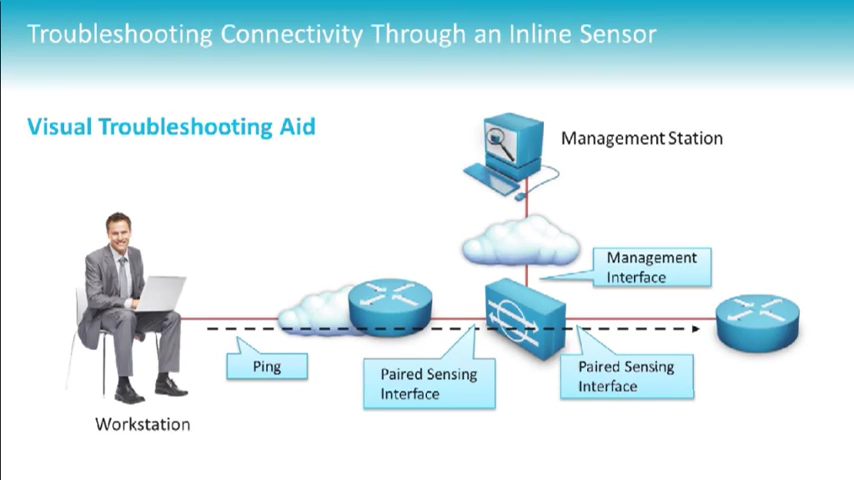 Troubleshooting Connectivity Through an Inline Sensor
Visual Troubleshooting Aid
Management Station
Management
Interface
Ping
Paired Sensing
Interface
Paired Sensing
Interface
Workstation